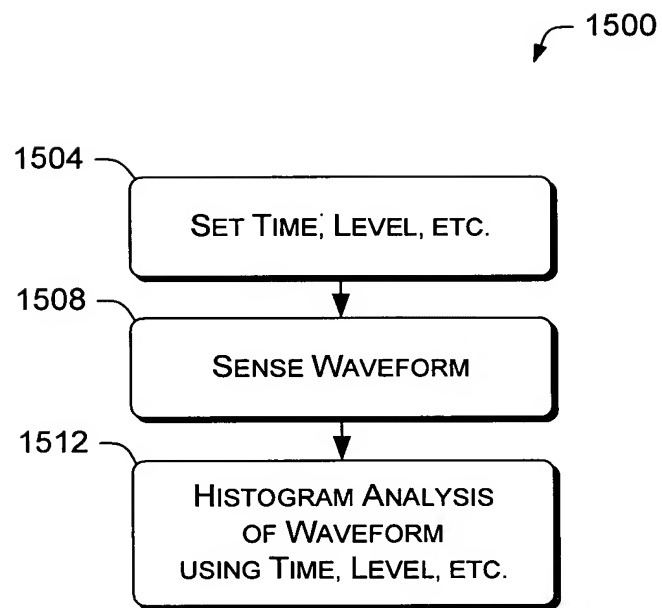 1500
1504
SET TIME, LEVEL, ETC.
1508
SENSE WAVEFORM
1512
HISTOGRAM ANALYSIS
OF WAVEFORM
USING TIME, LEVEL, ETC.